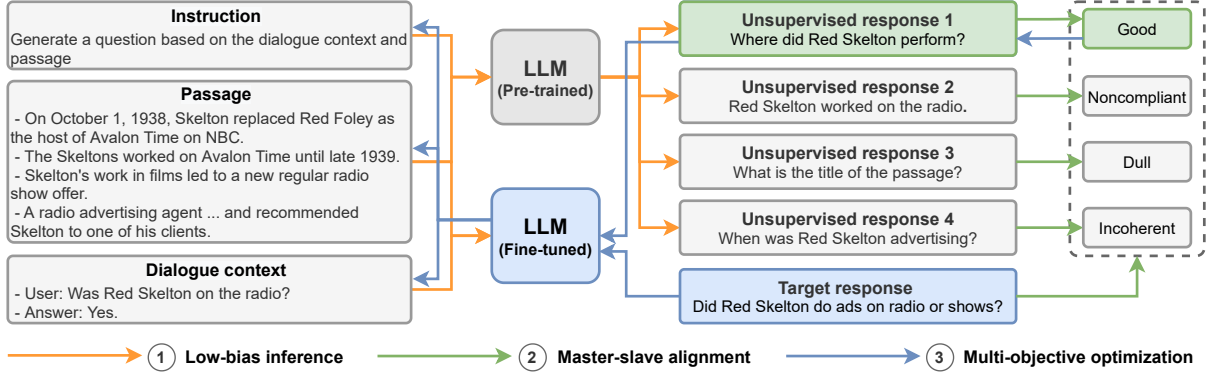 Instruction
Generate a question based on the dialogue context and
passage
Passage
- On October 1, 1938, Skelton replaced Red Foley as
the host of Avalon Time on NBC.
- The Skeltons worked on Avalon Time until late 1939.
- Skelton's work in films led to a new regular radio
show offer.
- A radio advertising agent ... and recommended
Skelton to one of his clients.
Dialogue context
- User: Was Red Skelton on the radio?
- Answer: Yes.
LLM
(Pre-trained)
LLM
(Fine-tuned)
Unsupervised response 1
Where did Red Skelton perform?
Unsupervised response 2
Red Skelton worked on the radio.
Unsupervised response 3
What is the title of the passage?
Unsupervised response 4
When was Red Skelton advertising?
Target response
Did Red Skelton do ads on radio or shows?
Good
Noncompliant
Dull
Incoherent
1 Low-bias inference
2 Master-slave alignment
3 Multi-objective optimization